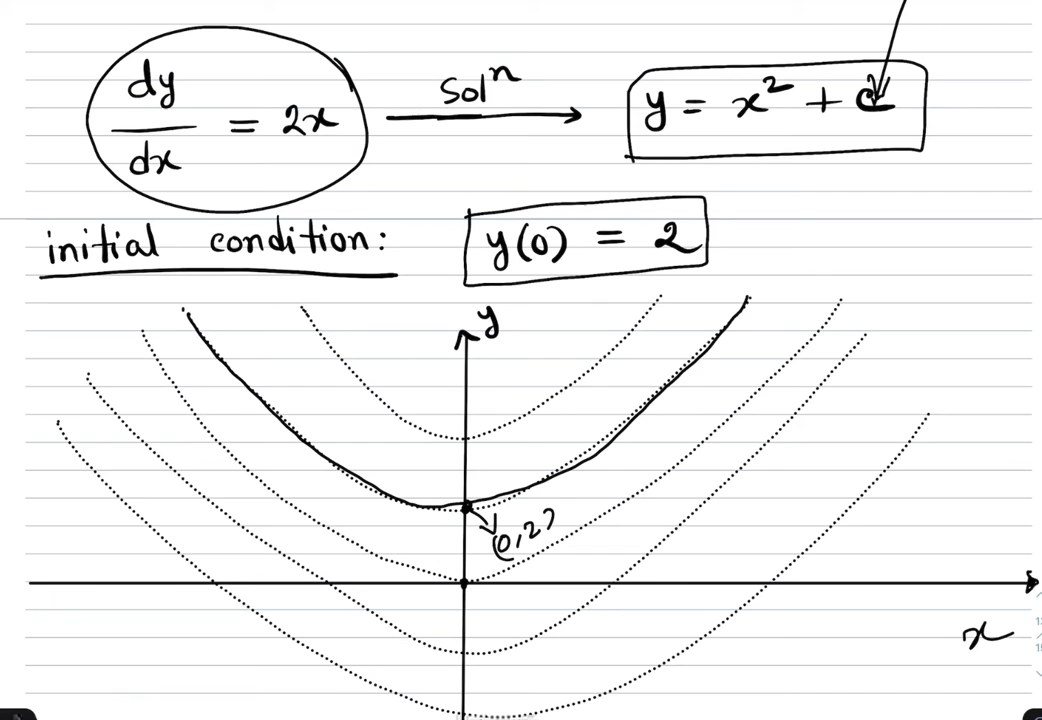 dy/dx = 2x Solⁿ y = x² + c
initial condition: y(0) = 2
y
(0,2)
x